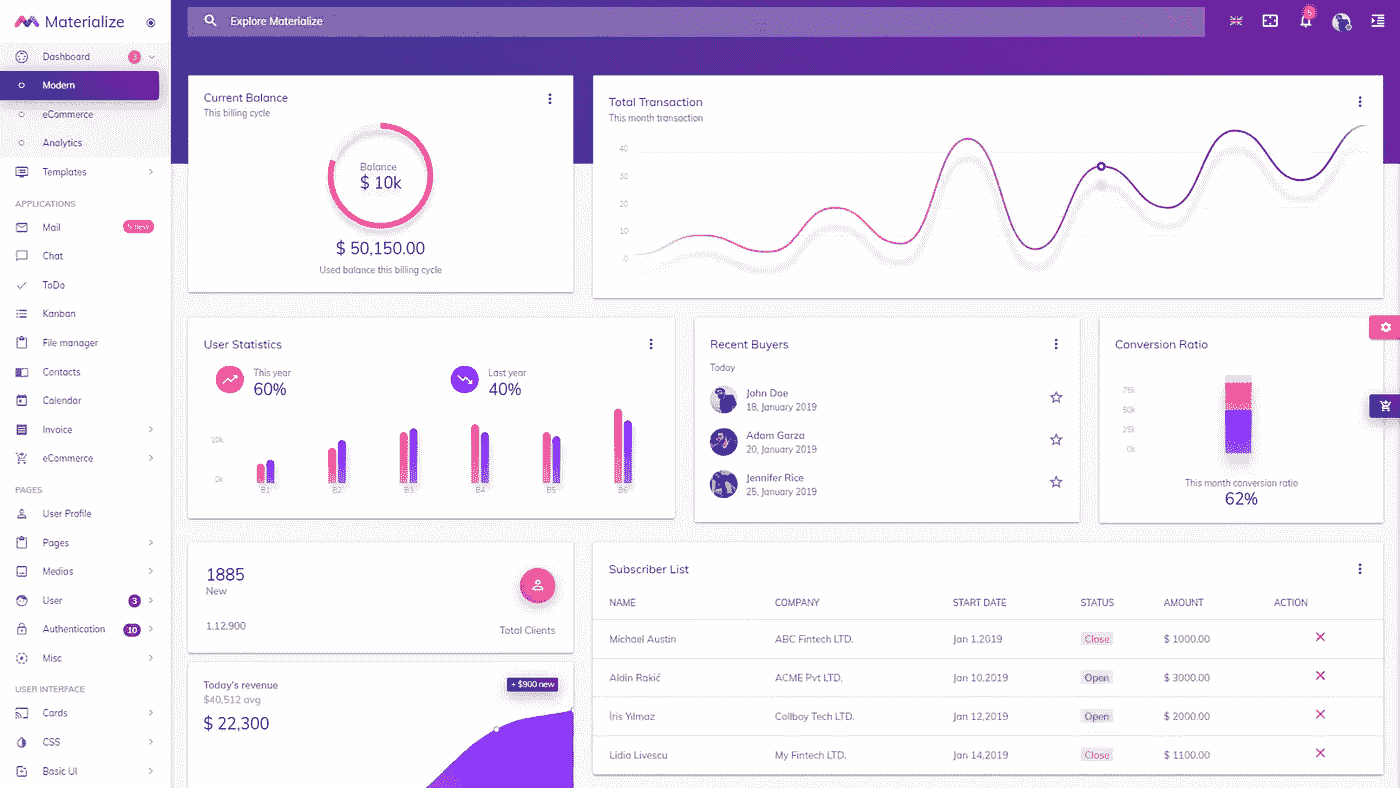 Materialize
Dashboard 3
Modern
eCommerce
Analytics
Templates
APPLICATIONS
Mail 5 new
Chat
ToDo
Kanban
File manager
Contacts
Calendar
Invoice
eCommerce
PAGES
User Profile
Pages
Medias
User 3
Authentication 10
Misc
USER INTERFACE
Cards
CSS
Basic UI
Explore Materialize
5
Current Balance
This billing cycle
Balance
$ 10k
$ 50,150.00
Used balance this billing cycle
Total Transaction
This month transaction
40
30
20
10
0
User Statistics
This year
60%
Last year
40%
10k
0k
B1 B2 B3 B4 B5 B6
Recent Buyers
Today
John Doe
18, January 2019
Adam Garza
20, January 2019
Jennifer Rice
25, January 2019
Conversion Ratio
75k
50k
25k
0k
This month conversion ratio
62%
1885
New
1,12,900
Total Clients
Today's revenue
$40,512 avg
$ 22,300
+ $900 new
Subscriber List
NAME COMPANY START DATE STATUS AMOUNT ACTION
Michael Austin ABC Fintech LTD. Jan 1,2019 Close $ 1000.00
Aldin Rakić ACME Pvt LTD. Jan 10,2019 Open $ 3000.00
İris Yılmaz Collboy Tech LTD. Jan 12,2019 Open $ 2000.00
Lidia Livescu My Fintech LTD. Jan 14,2019 Close $ 1100.00